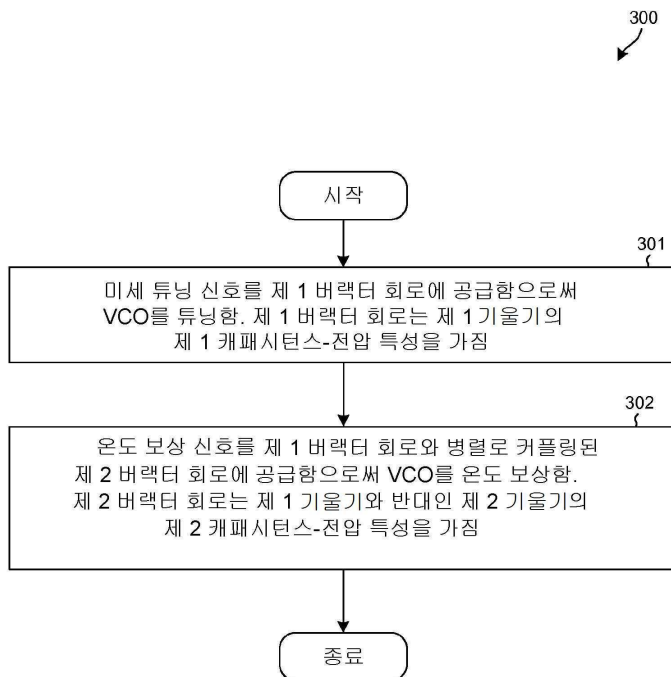 300
시작
301
미세 튜닝 신호를 제 1 버랙터 회로에 공급함으로써
VCO를 튜닝함. 제 1 버랙터 회로는 제 1 기울기의
제 1 캐패시턴스-전압 특성을 가짐
302
온도 보상 신호를 제 1 버랙터 회로와 병렬로 커플링된
제 2 버랙터 회로에 공급함으로써 VCO를 온도 보상함.
제 2 버랙터 회로는 제 1 기울기와 반대인 제 2 기울기의
제 2 캐패시턴스-전압 특성을 가짐
종료